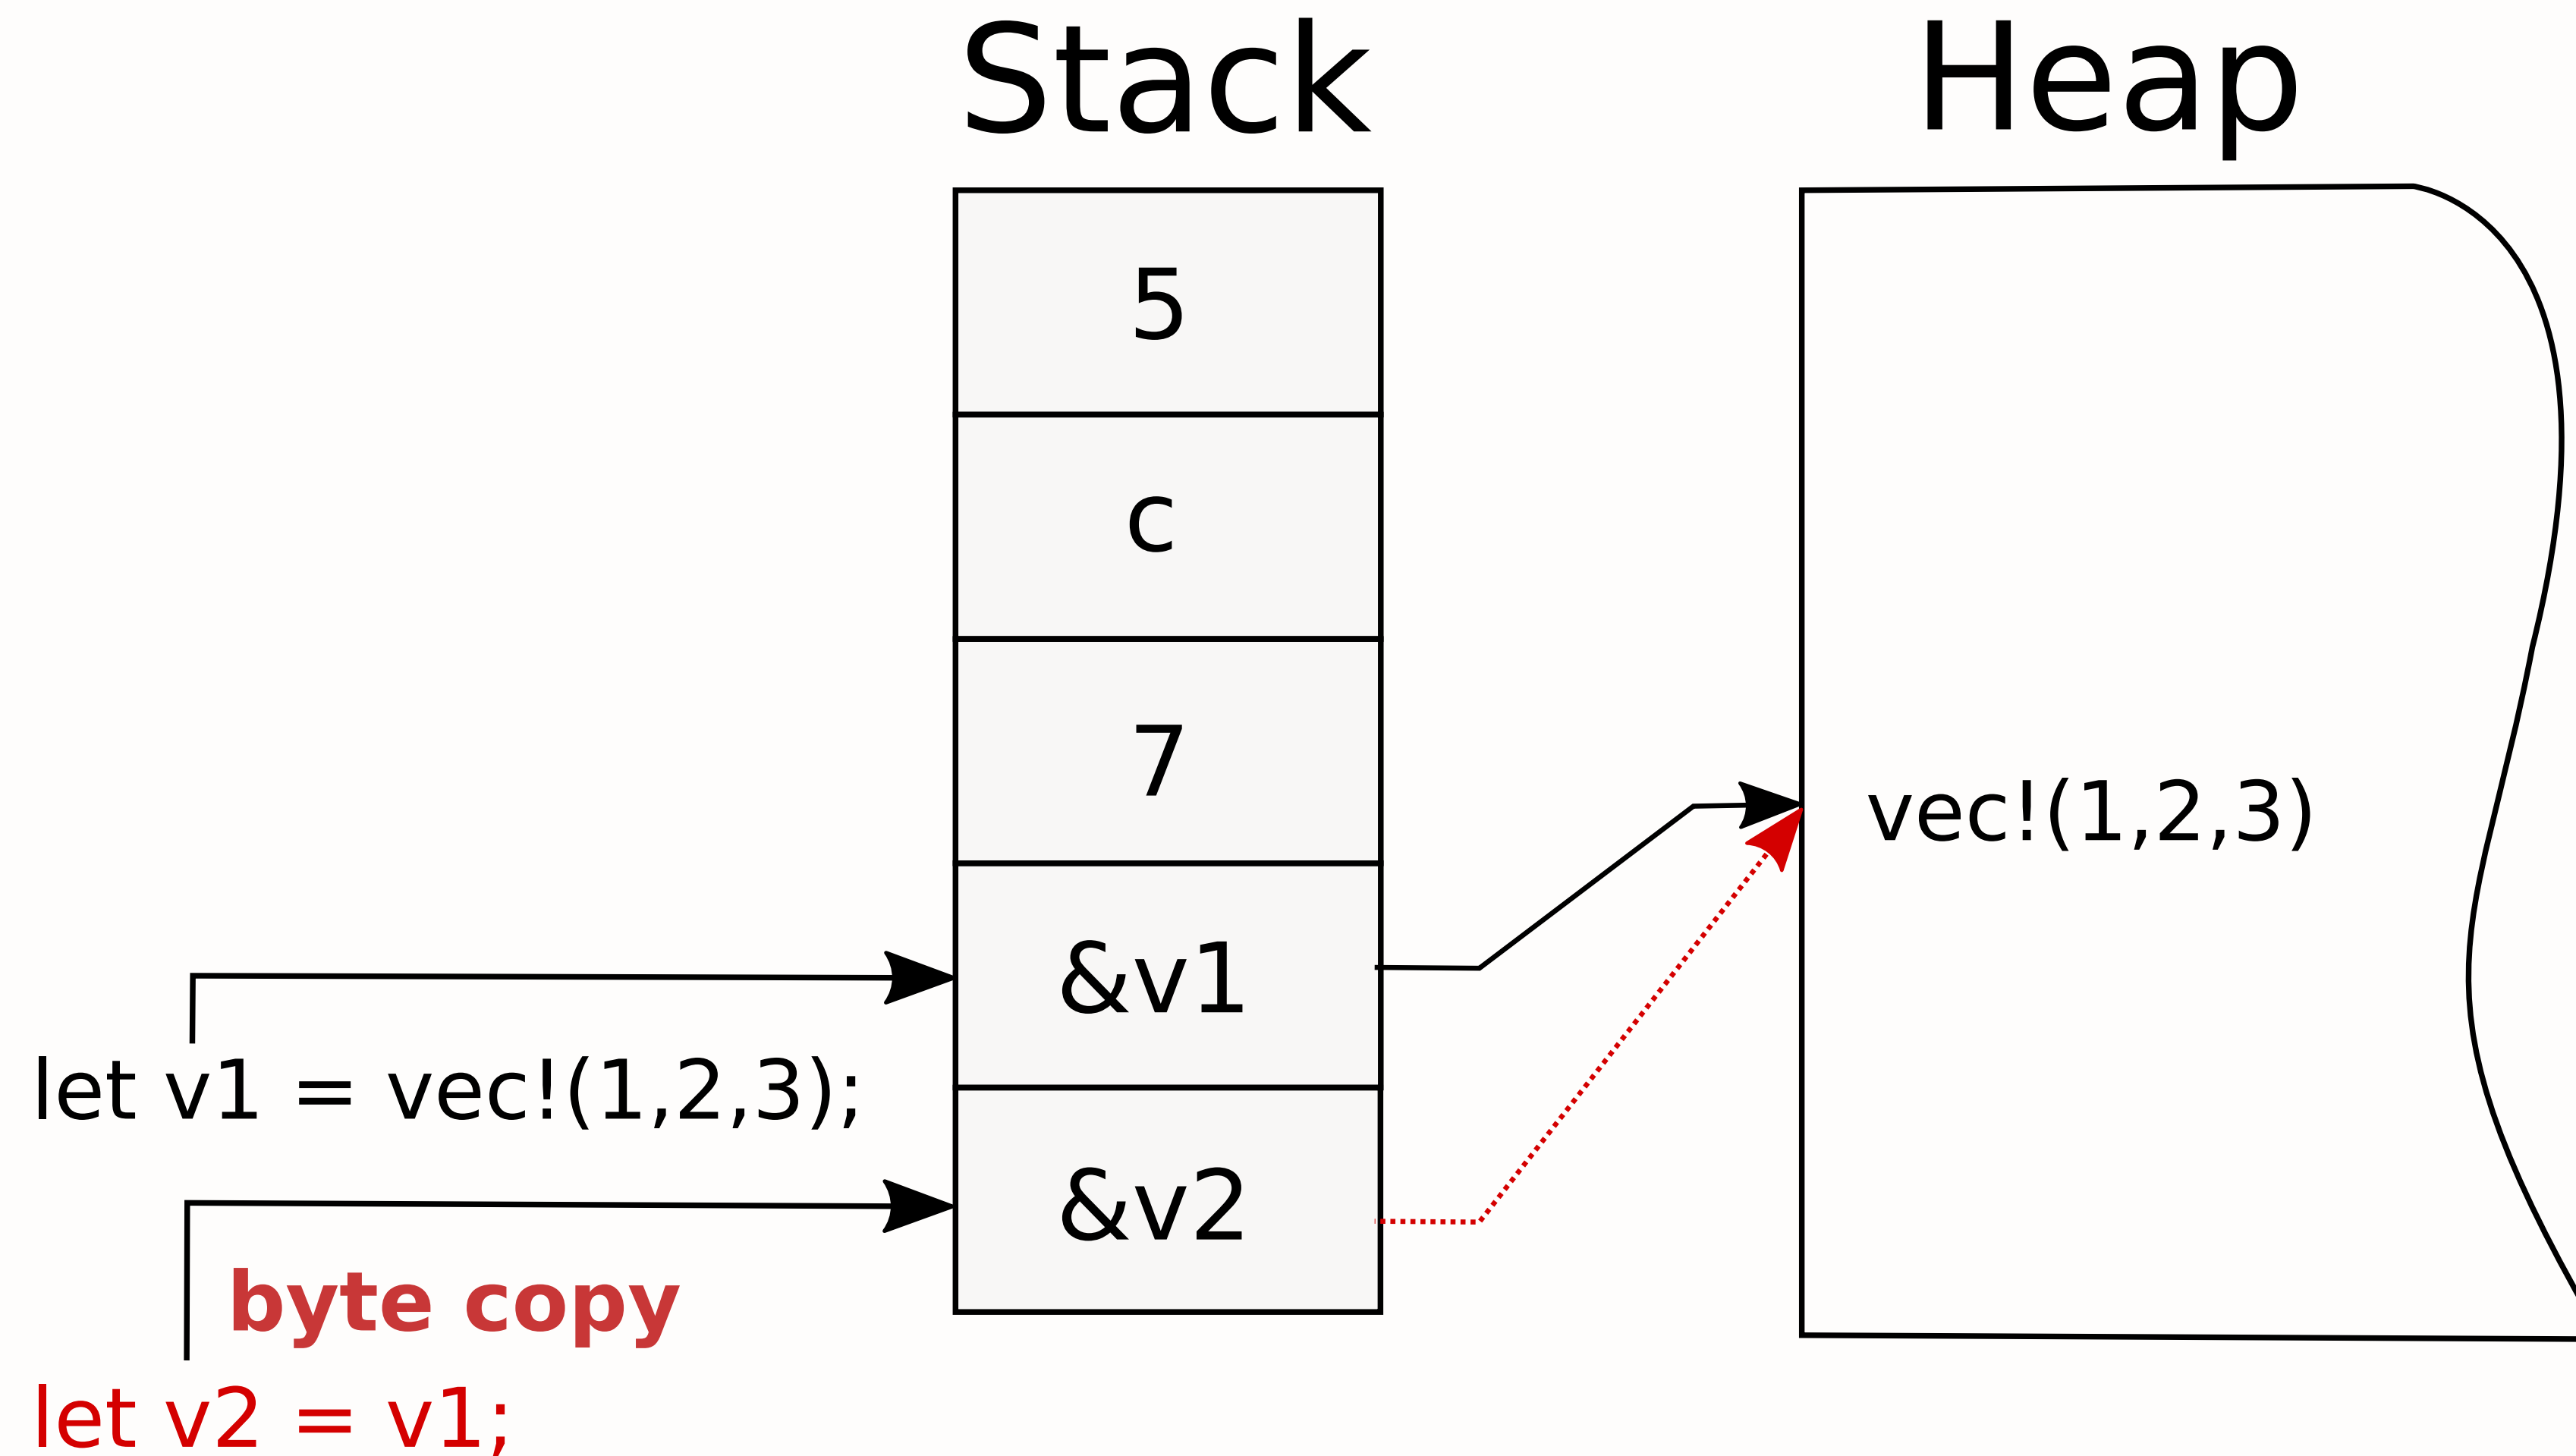 Stack
Heap
5
c
7
vec!(1,2,3)
&v1
let v1 = vec!(1,2,3);
&v2
byte copy
let v2 = v1;